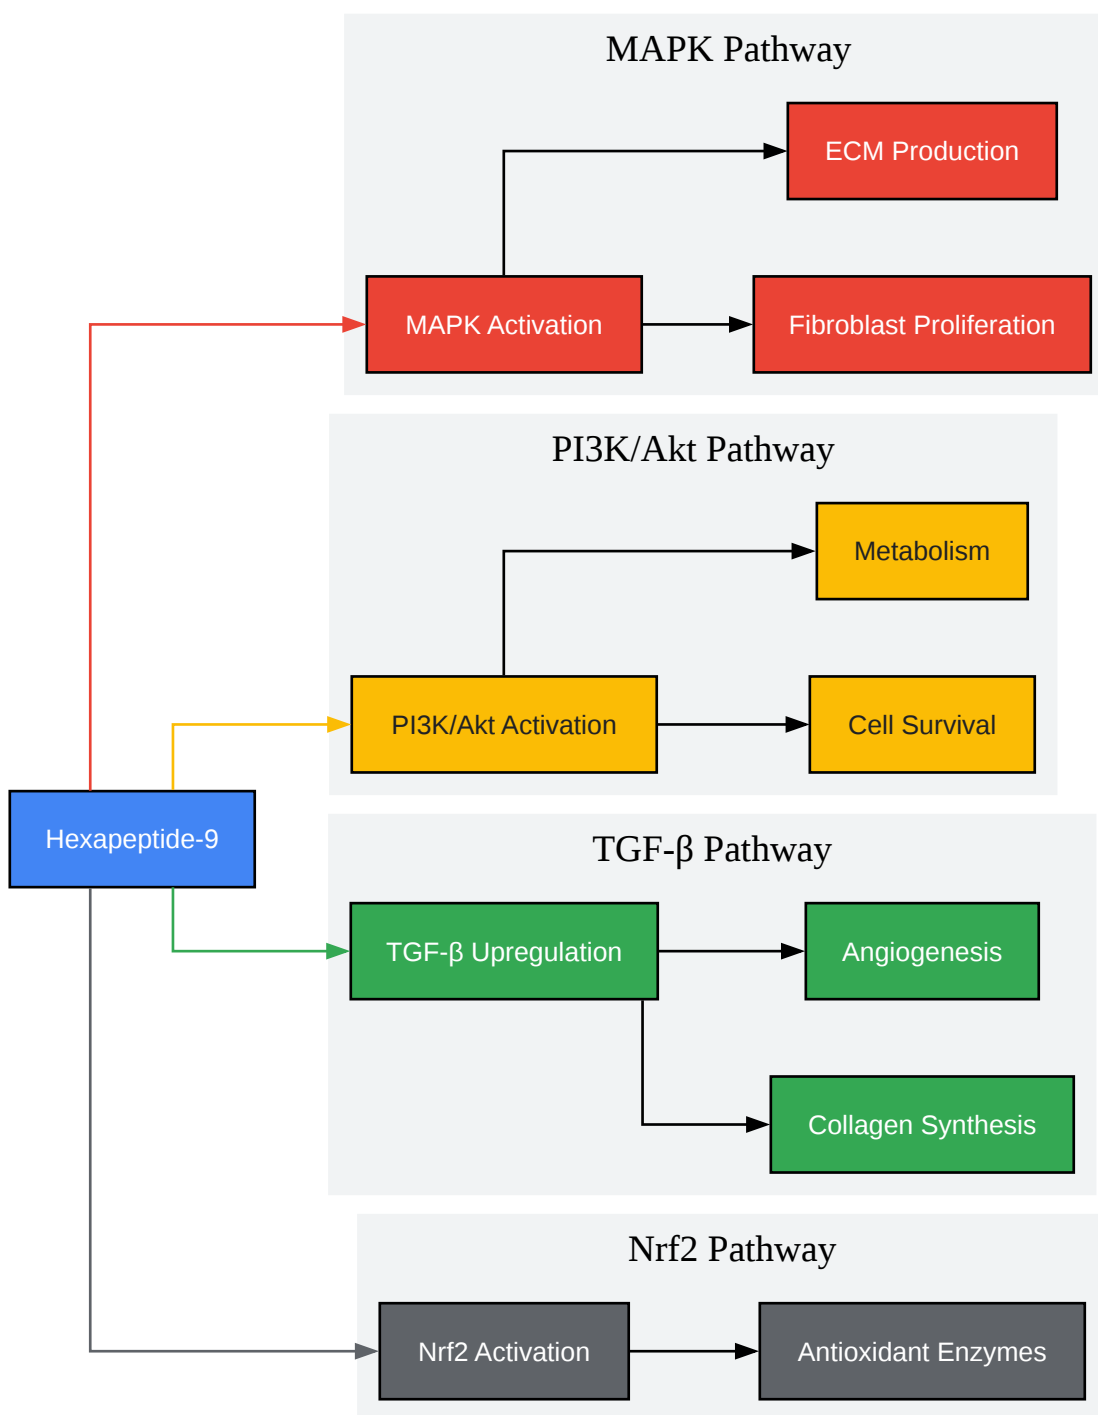 MAPK Pathway
ECM Production
MAPK Activation
Fibroblast Proliferation
PI3K/Akt Pathway
Metabolism
PI3K/Akt Activation
Cell Survival
Hexapeptide-9
TGF-β Pathway
TGF-β Upregulation
Angiogenesis
Collagen Synthesis
Nrf2 Pathway
Nrf2 Activation
Antioxidant Enzymes